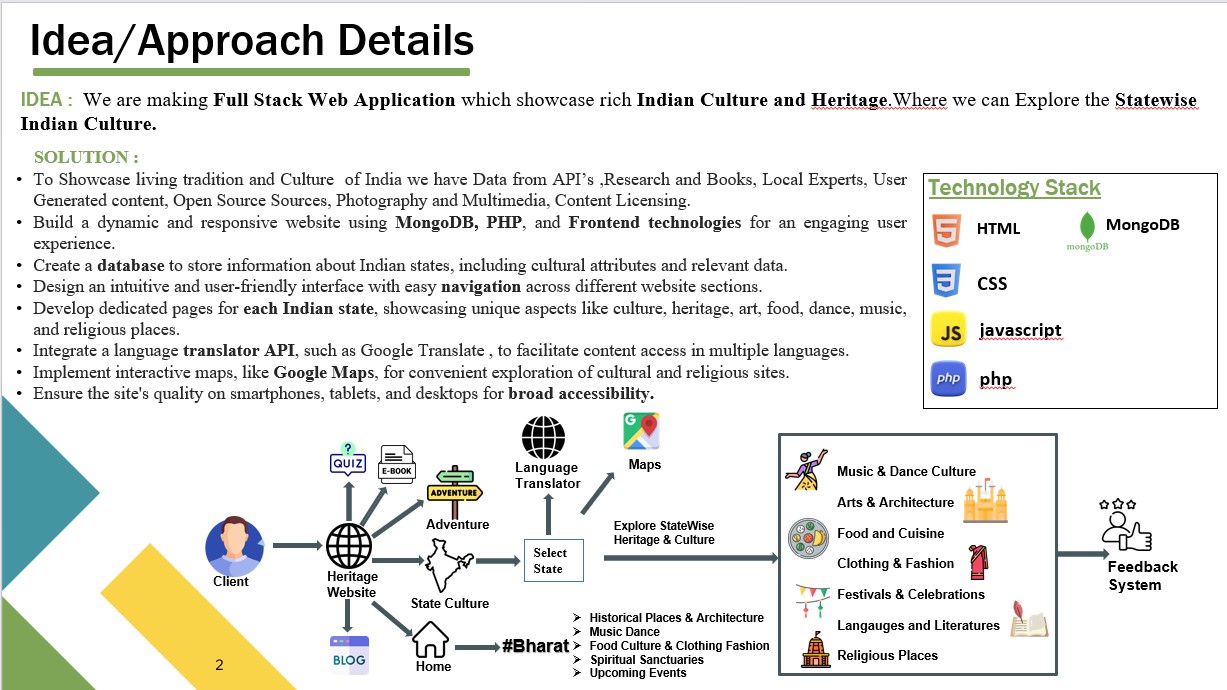 Idea/Approach Details
IDEA : We are making Full Stack Web Application which showcase rich Indian Culture and Heritage.Where we can Explore the Statewise
Indian Culture.
SOLUTION :
• To Showcase living tradition and Culture of India we have Data from API's ,Research and Books, Local Experts, User
Generated content, Open Source Sources, Photography and Multimedia, Content Licensing.
• Build a dynamic and responsive website using MongoDB, PHP, and Frontend technologies for an engaging user
experience.
• Create a database to store information about Indian states, including cultural attributes and relevant data.
• Design an intuitive and user-friendly interface with easy navigation across different website sections.
• Develop dedicated pages for each Indian state, showcasing unique aspects like culture, heritage, art, food, dance, music,
and religious places.
• Integrate a language translator API, such as Google Translate , to facilitate content access in multiple languages.
• Implement interactive maps, like Google Maps, for convenient exploration of cultural and religious sites.
• Ensure the site's quality on smartphones, tablets, and desktops for broad accessibility.
Technology Stack
5 HTML
mongoDB
MongoDB
3 CSS
JS javascript
php php
Client
?
QUIZ
E-BOOK
ADVENTURE
Adventure
Heritage
Website
State Culture
BLOG
Home
#Bharat
➢ Historical Places & Architecture
➢ Music Dance
➢ Food Culture & Clothing Fashion
➢ Spiritual Sanctuaries
➢ Upcoming Events
Language
Translator
G
Maps
Select
State
Explore StateWise
Heritage & Culture
Music & Dance Culture
Arts & Architecture
Food and Cuisine
Clothing & Fashion
Festivals & Celebrations
Langauges and Literatures
Religious Places
Feedback
System
2